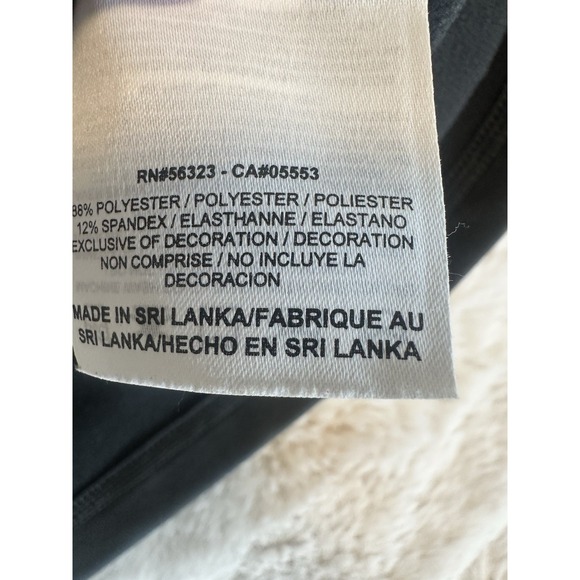 RN#56323 - CA#05553
88% POLYESTER / POLYESTER / POLIESTER
12% SPANDEX / ELASTHANNE / ELASTANO
EXCLUSIVE OF DECORATION / DECORATION
NON COMPRISE / NO INCLUYE LA
DECORACION
MADE IN SRI LANKA/FABRIQUE AU
SRI LANKA/HECHO EN SRI LANKA